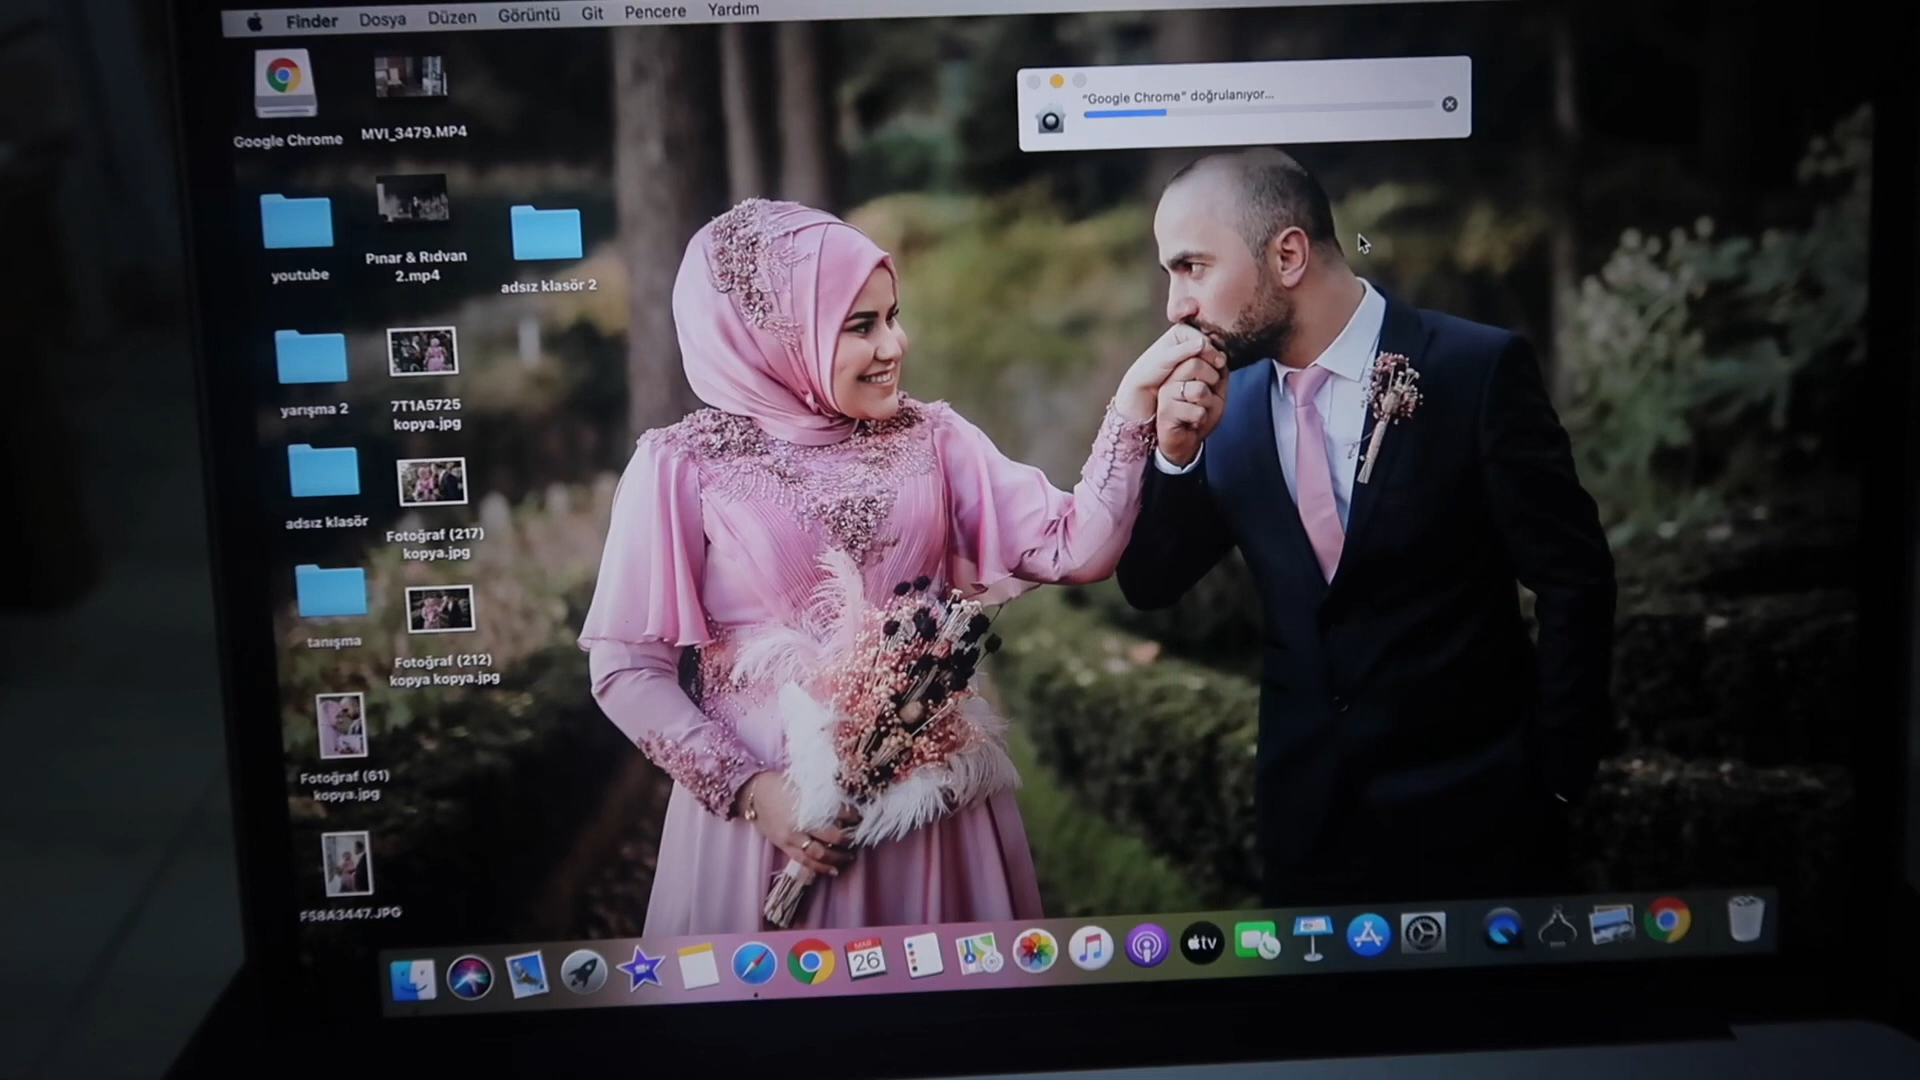 Finder Dosya Düzen Görüntü Git Pencere Yardım
"Google Chrome" doğrulanıyor...
Google Chrome
MVI_3479.MP4
youtube
Pınar & Rıdvan
2.mp4
adsız klasör 2
yarışma 2
7T1A5725
kopya.jpg
adsız klasör
Fotoğraf (217)
kopya.jpg
tanışma
Fotoğraf (212)
kopya kopya.jpg
Fotoğraf (61)
kopya.jpg
F58A3447.JPG
MAR
26
tv